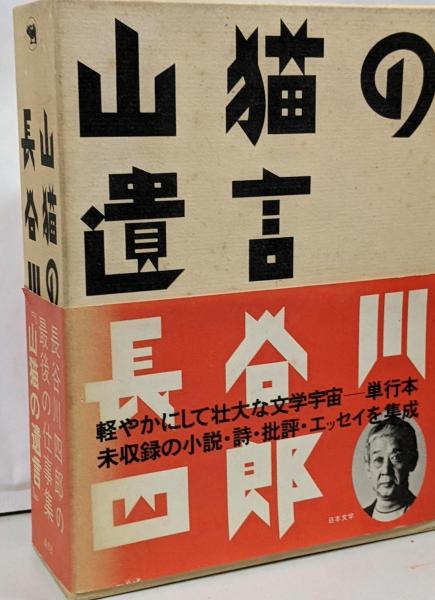 山猫の
遺言
長谷川
四郎
軽やかにして壮大な文学宇宙─単行本
未収録の小説・詩・批評・エッセイを集成
日本文学
山猫の
長谷川
長谷川四郎の
最後の仕事集
『山猫の遺言』